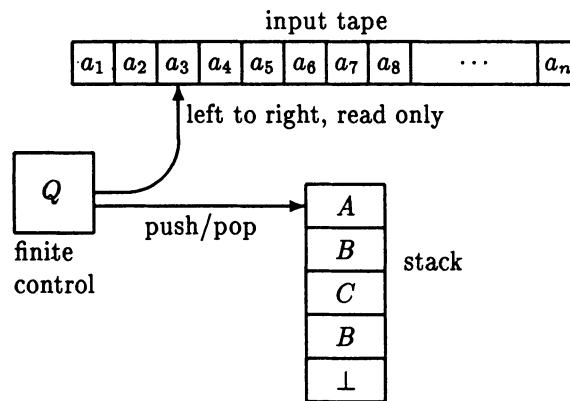 input tape
a1 a2 a3 a4 a5 a6 a7 a8 ··· an
left to right, read only
Q
push/pop
finite
control
A
B
stack
C
B
⊥